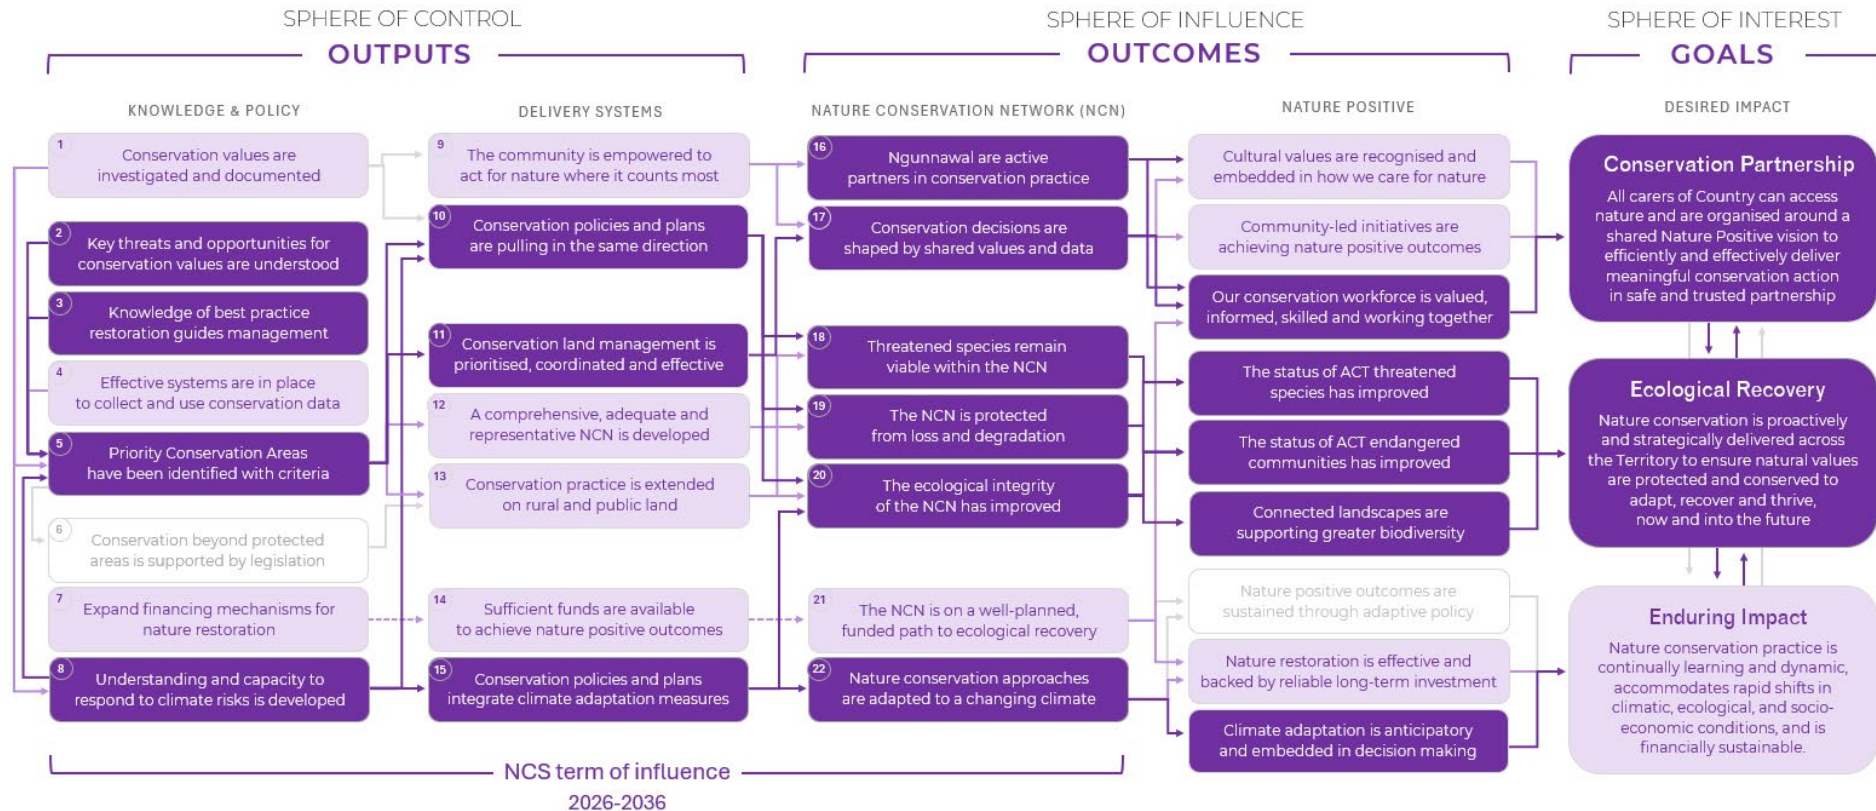 SPHERE OF CONTROL
OUTPUTS
SPHERE OF INFLUENCE
OUTCOMES
SPHERE OF INTEREST
GOALS
KNOWLEDGE & POLICY
DELIVERY SYSTEMS
NATURE CONSERVATION NETWORK (NCN)
NATURE POSITIVE
DESIRED IMPACT
1
Conservation values are
investigated and documented
2
Key threats and opportunities for
conservation values are understood
3
Knowledge of best practice
restoration guides management
4
Effective systems are in place
to collect and use conservation data
5
Priority Conservation Areas
have been identified with criteria
6
Conservation beyond protected
areas is supported by legislation
7
Expand financing mechanisms for
nature restoration
8
Understanding and capacity to
respond to climate risks is developed
9
The community is empowered to
act for nature where it counts most
10
Conservation policies and plans
are pulling in the same direction
11
Conservation land management is
prioritised, coordinated and effective
12
A comprehensive, adequate and
representative NCN is developed
13
Conservation practice is extended
on rural and public land
14
Sufficient funds are available
to achieve nature positive outcomes
15
Conservation policies and plans
integrate climate adaptation measures
16
Ngunnawal are active
partners in conservation practice
17
Conservation decisions are
shaped by shared values and data
18
Threatened species remain
viable within the NCN
19
The NCN is protected
from loss and degradation
20
The ecological integrity
of the NCN has improved
21
The NCN is on a well-planned,
funded path to ecological recovery
22
Nature conservation approaches
are adapted to a changing climate
Cultural values are recognised and
embedded in how we care for nature
Community-led initiatives are
achieving nature positive outcomes
Our conservation workforce is valued,
informed, skilled and working together
The status of ACT threatened
species has improved
The status of ACT endangered
communities has improved
Connected landscapes are
supporting greater biodiversity
Nature positive outcomes are
sustained through adaptive policy
Nature restoration is effective and
backed by reliable long-term investment
Climate adaptation is anticipatory
and embedded in decision making
Conservation Partnership
All carers of Country can access
nature and are organised around a
shared Nature Positive vision to
efficiently and effectively deliver
meaningful conservation action
in safe and trusted partnership
Ecological Recovery
Nature conservation is proactively
and strategically delivered across
the Territory to ensure natural values
are protected and conserved to
adapt, recover and thrive,
now and into the future
Enduring Impact
Nature conservation practice is
continually learning and dynamic,
accommodates rapid shifts in
climatic, ecological, and socio-
economic conditions, and is
financially sustainable.
NCS term of influence
2026-2036